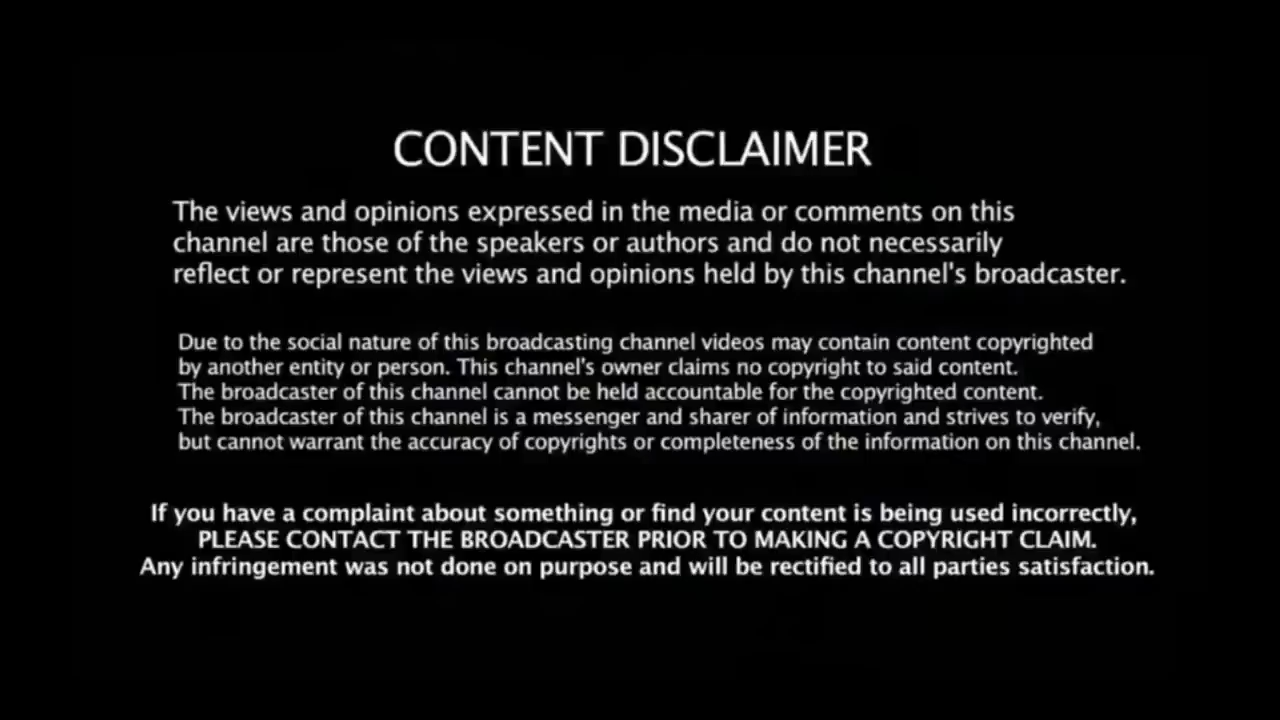 CONTENT DISCLAIMER
The views and opinions expressed in the media or comments on this
channel are those of the speakers or authors and do not necessarily
reflect or represent the views and opinions held by this channel's broadcaster.
Due to the social nature of this broadcasting channel videos may contain content copyrighted
by another entity or person. This channel's owner claims no copyright to said content.
The broadcaster of this channel cannot be held accountable for the copyrighted content.
The broadcaster of this channel is a messenger and sharer of information and strives to verify,
but cannot warrant the accuracy of copyrights or completeness of the information on this channel.
If you have a complaint about something or find your content is being used incorrectly,
PLEASE CONTACT THE BROADCASTER PRIOR TO MAKING A COPYRIGHT CLAIM.
Any infringement was not done on purpose and will be rectified to all parties satisfaction.